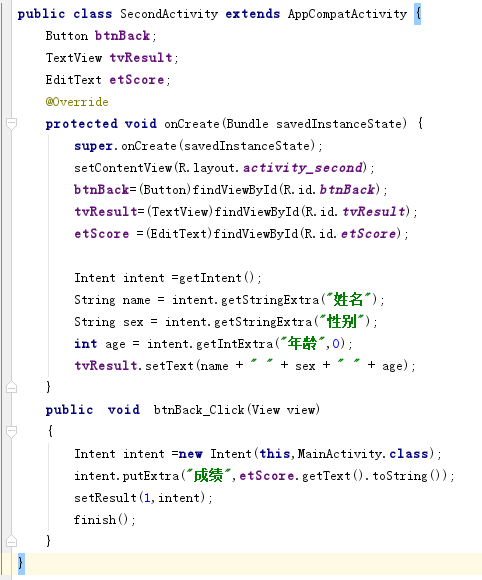 public class SecondActivity extends AppCompatActivity {
Button btnBack;
TextView tvResult;
EditText etScore;
@Override
protected void onCreate(Bundle savedInstanceState) {
super.onCreate(savedInstanceState);
setContentView(R.layout.activity_second);
btnBack=(Button)findViewById(R.id.btnBack);
tvResult=(TextView)findViewById(R.id.tvResult);
etScore =(EditText)findViewById(R.id.etScore);
Intent intent =getIntent();
String name = intent.getStringExtra("姓名");
String sex = intent.getStringExtra("性别");
int age = intent.getIntExtra("年龄",0);
tvResult.setText(name + " " + sex + " " + age);
}
public  void  btnBack_Click(View view)
{
Intent intent =new Intent(this,MainActivity.class);
intent.putExtra("成绩",etScore.getText().toString());
setResult(1,intent);
finish();
}
}